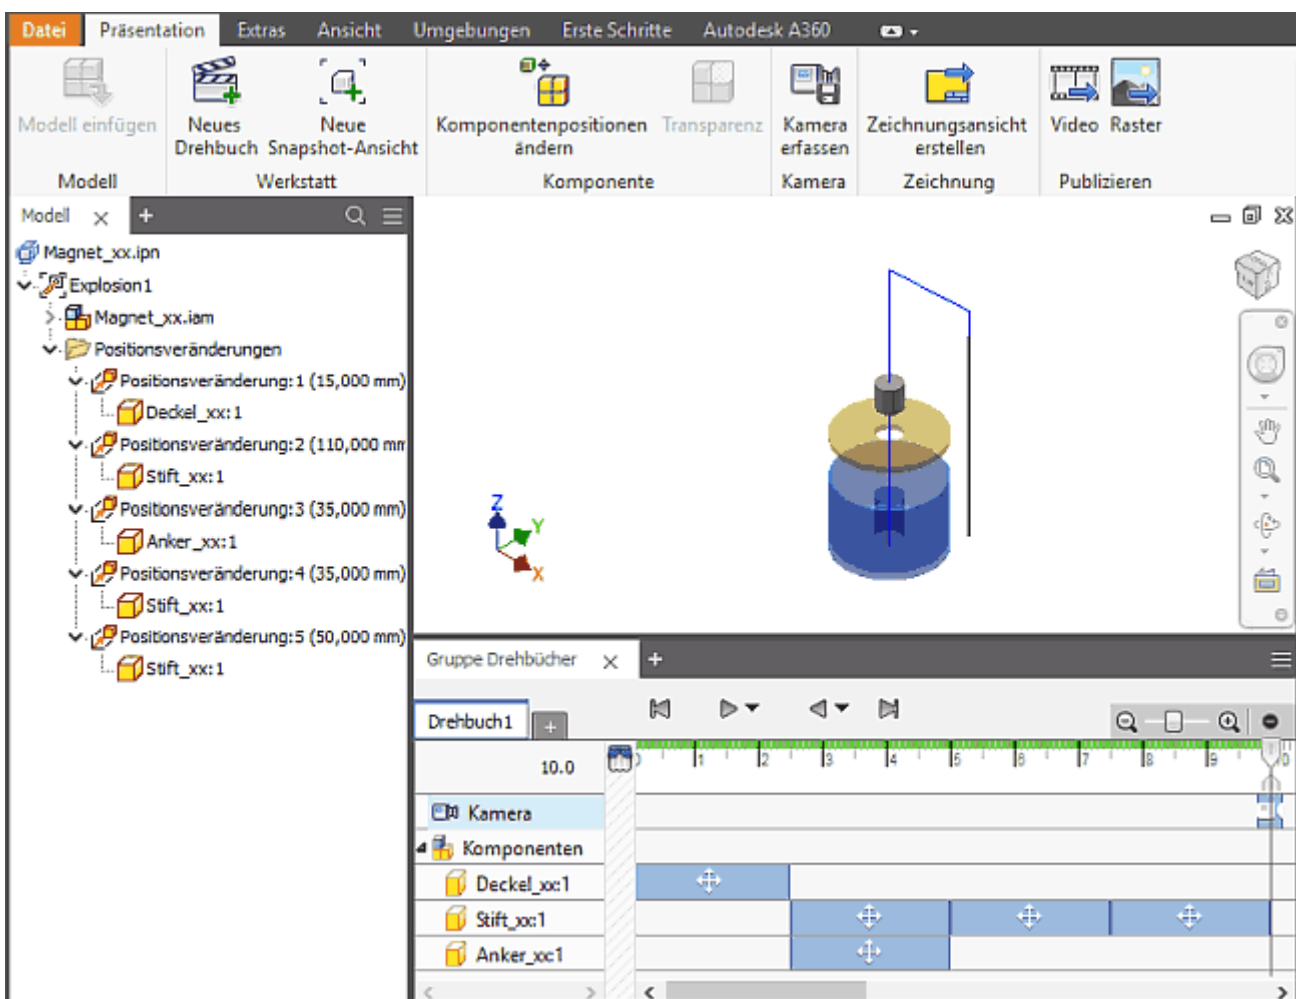 Datei Präsentation Extras Ansicht Umgebungen Erste Schritte Autodesk A360
Modell einfügen
Neues Drehbuch
Neue Snapshot-Ansicht
Komponentenpositionen ändern
Transparenz
Kamera erfassen
Zeichnungsansicht erstellen
Video
Raster
Modell Werkstatt Komponente Kamera Zeichnung Publizieren
Modell
Magnet_xx.ipn
Explosion1
Magnet_xx.iam
Positionsveränderungen
Positionsveränderung:1 (15,000 mm)
Deckel_xx:1
Positionsveränderung:2 (110,000 mm
Stift_xx:1
Positionsveränderung:3 (35,000 mm)
Anker_xx:1
Positionsveränderung:4 (35,000 mm)
Stift_xx:1
Positionsveränderung:5 (50,000 mm)
Stift_xx:1
Z
Y
X
Gruppe Drehbücher
Drehbuch1
10.0
1 2 3 4 5 6 7 8 9
Kamera
Komponenten
Deckel_xx:1
Stift_xx:1
Anker_xx:1